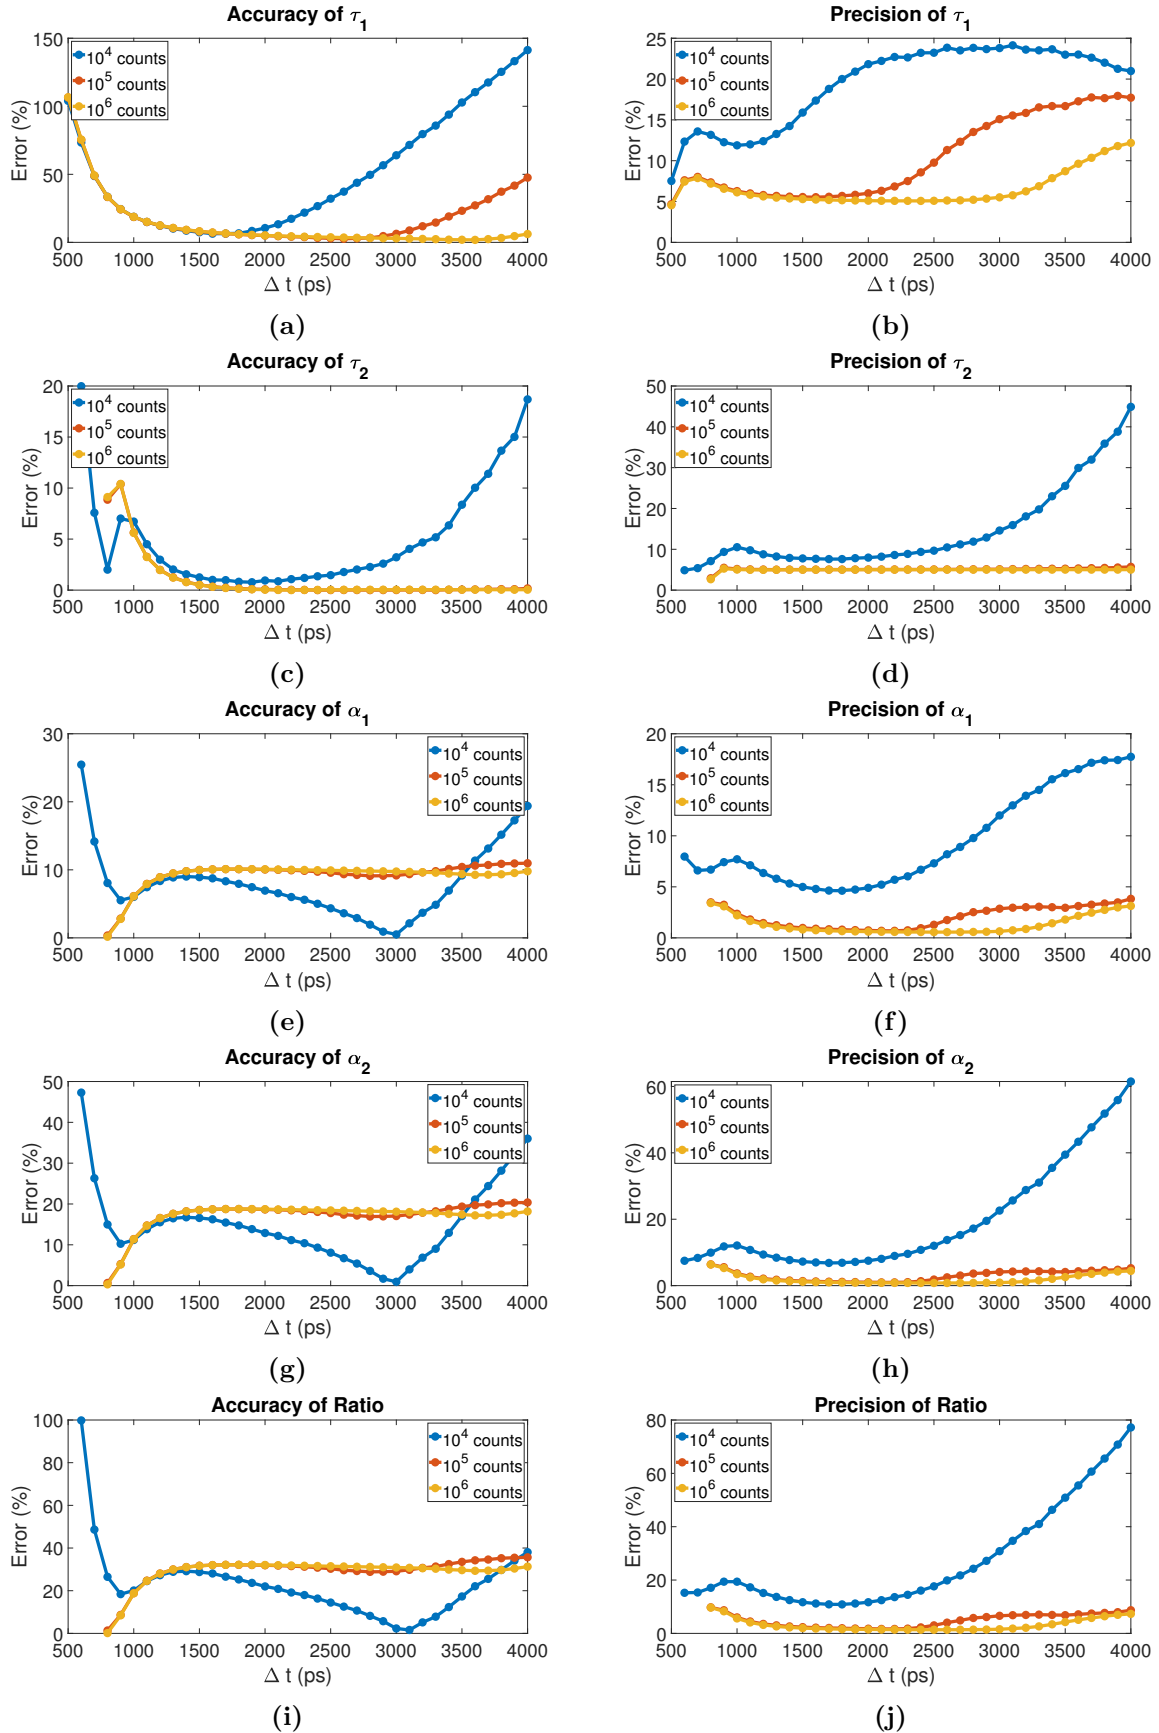 Accuracy of τ1
150
100
50
0
Error (%)
10^4 counts
10^5 counts
10^6 counts
500 1000 1500 2000 2500 3000 3500 4000
Δ t (ps)
(a)
Precision of τ1
25
20
15
10
5
0
Error (%)
10^4 counts
10^5 counts
10^6 counts
500 1000 1500 2000 2500 3000 3500 4000
Δ t (ps)
(b)
Accuracy of τ2
20
15
10
5
0
Error (%)
10^4 counts
10^5 counts
10^6 counts
500 1000 1500 2000 2500 3000 3500 4000
Δ t (ps)
(c)
Precision of τ2
50
40
30
20
10
0
Error (%)
10^4 counts
10^5 counts
10^6 counts
500 1000 1500 2000 2500 3000 3500 4000
Δ t (ps)
(d)
Accuracy of α1
30
20
10
0
Error (%)
10^4 counts
10^5 counts
10^6 counts
500 1000 1500 2000 2500 3000 3500 4000
Δ t (ps)
(e)
Precision of α1
20
15
10
5
0
Error (%)
10^4 counts
10^5 counts
10^6 counts
500 1000 1500 2000 2500 3000 3500 4000
Δ t (ps)
(f)
Accuracy of α2
50
40
30
20
10
0
Error (%)
10^4 counts
10^5 counts
10^6 counts
500 1000 1500 2000 2500 3000 3500 4000
Δ t (ps)
(g)
Precision of α2
60
40
20
0
Error (%)
10^4 counts
10^5 counts
10^6 counts
500 1000 1500 2000 2500 3000 3500 4000
Δ t (ps)
(h)
Accuracy of Ratio
100
80
60
40
20
0
Error (%)
10^4 counts
10^5 counts
10^6 counts
500 1000 1500 2000 2500 3000 3500 4000
Δ t (ps)
(i)
Precision of Ratio
80
60
40
20
0
Error (%)
10^4 counts
10^5 counts
10^6 counts
500 1000 1500 2000 2500 3000 3500 4000
Δ t (ps)
(j)